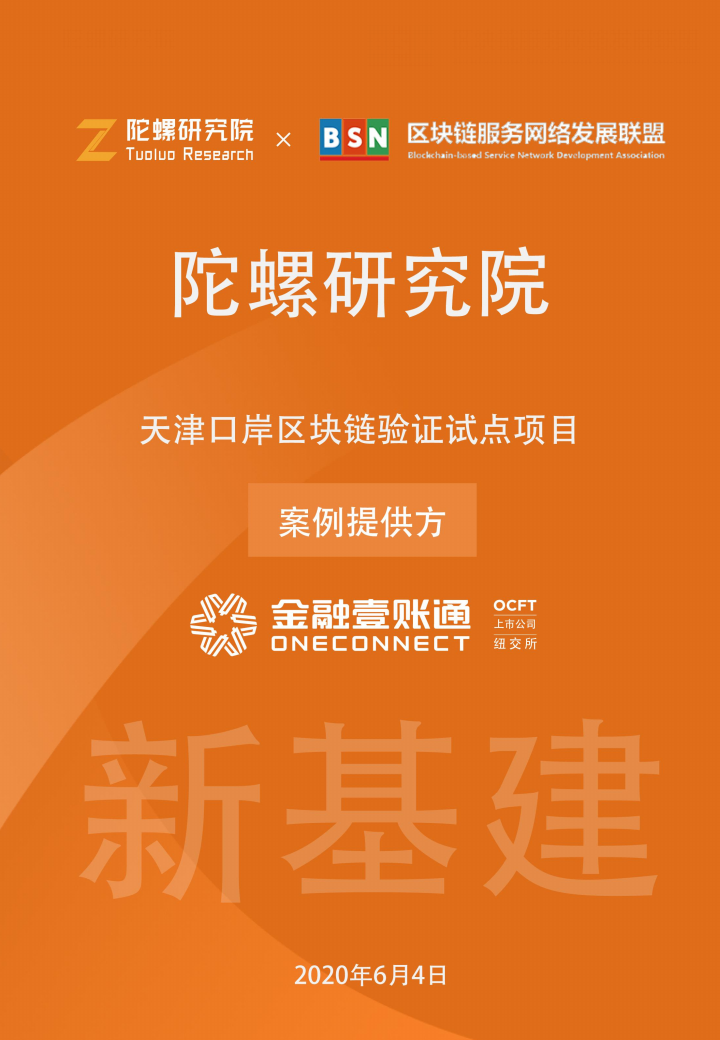 陀螺研究院
Tuoluo Research
×
BSN
区块链服务网络发展联盟
Blockchain-based Service Network Development Association
陀螺研究院
天津口岸区块链验证试点项目
案例提供方
金融壹账通
ONECONNECT
OCFT
上市公司
纽交所
新基建
2020年6月4日